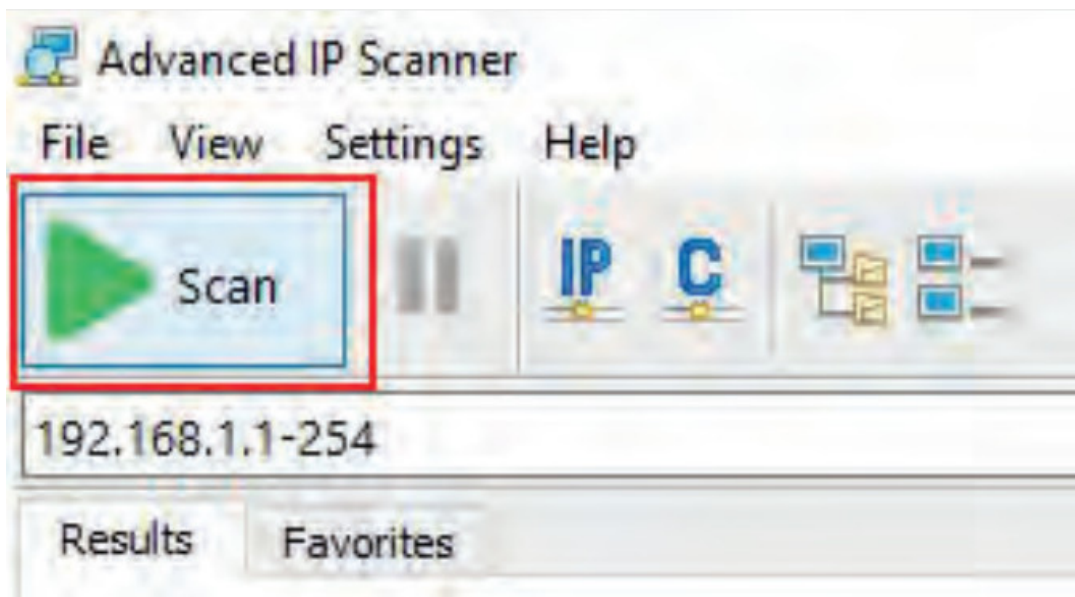 Advanced IP Scanner
File View Settings Help
Scan IP C
192.168.1.1-254
Results Favorites